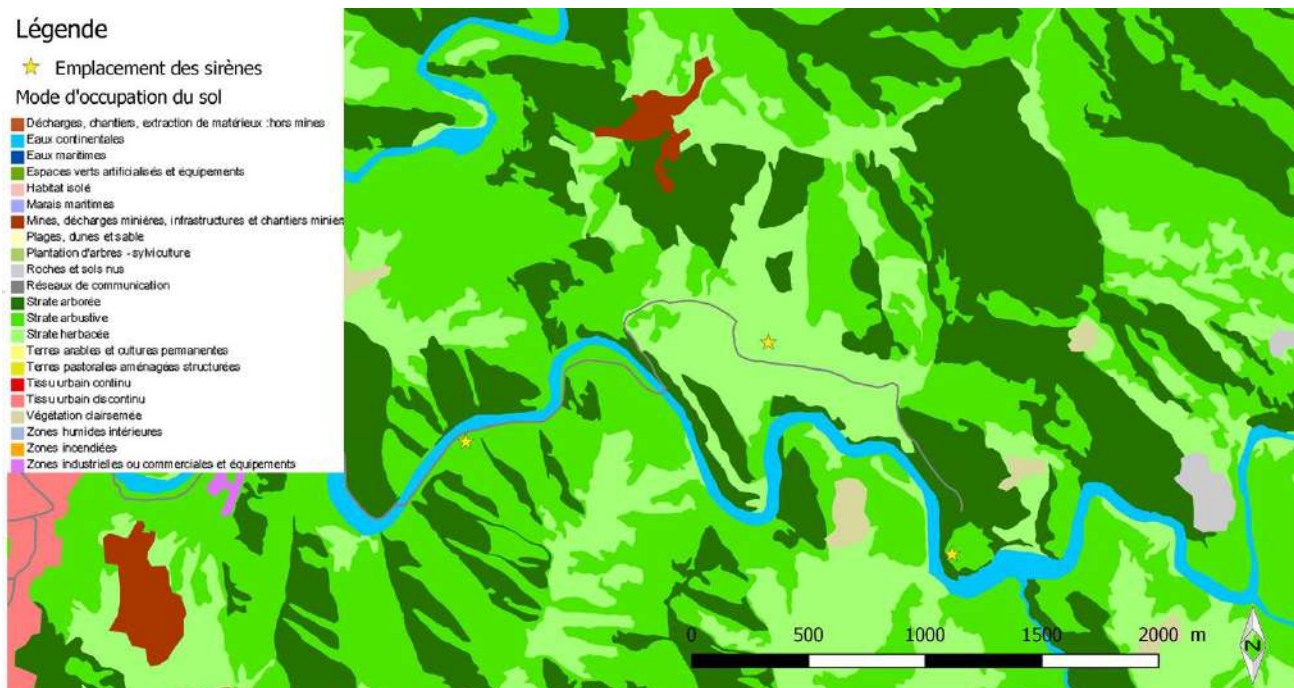 Légende
Emplacement des sirènes
Mode d'occupation du sol
Décharges, chantiers, extraction de matérieux :hors mines
Eaux continentales
Eaux maritimes
Espaces verts artificialisés et équipements
Habitat isolé
Marais maritimes
Mines, décharges minières, infrastructures et chantiers miniers
Plages, dunes et sable
Plantation d'arbres - sylviculture
Roches et sols nus
Réseaux de communication
Strate arborée
Strate arbustive
Strate herbacée
Terres arables et cultures permanentes
Terres pastorales aménagées structurées
Tissu urbain continu
Tissu urbain discontinu
Végétation clairsemée
Zones humides intérieures
Zones incendiées
Zones industrielles ou commerciales et équipements
0 500 1000 1500 2000 m
N